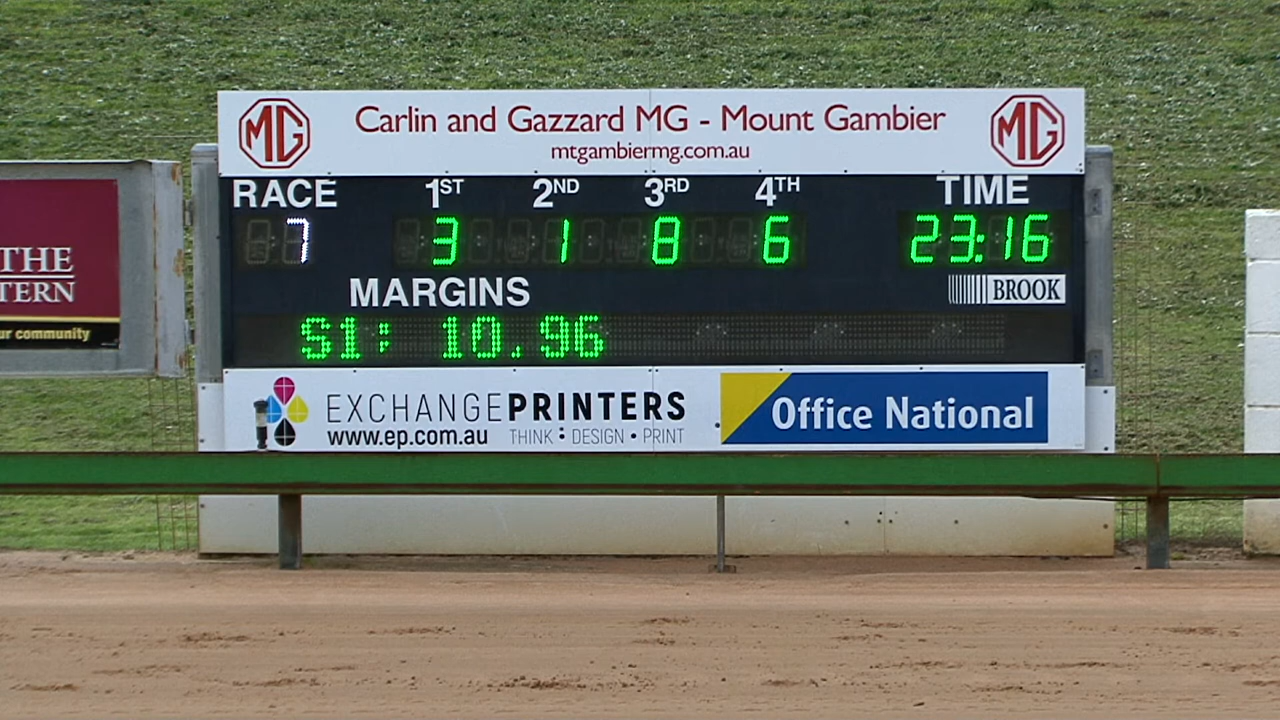 MG Carlin and Gazzard MG - Mount Gambier MG
mtgambiermg.com.au
RACE 1ST 2ND 3RD 4TH TIME
7 3 1 8 6 23:16
MARGINS BROOK
S1: 10.96
EXCHANGEPRINTERS
www.ep.com.au THINK : DESIGN • PRINT
Office National
THE
TERN
ur community